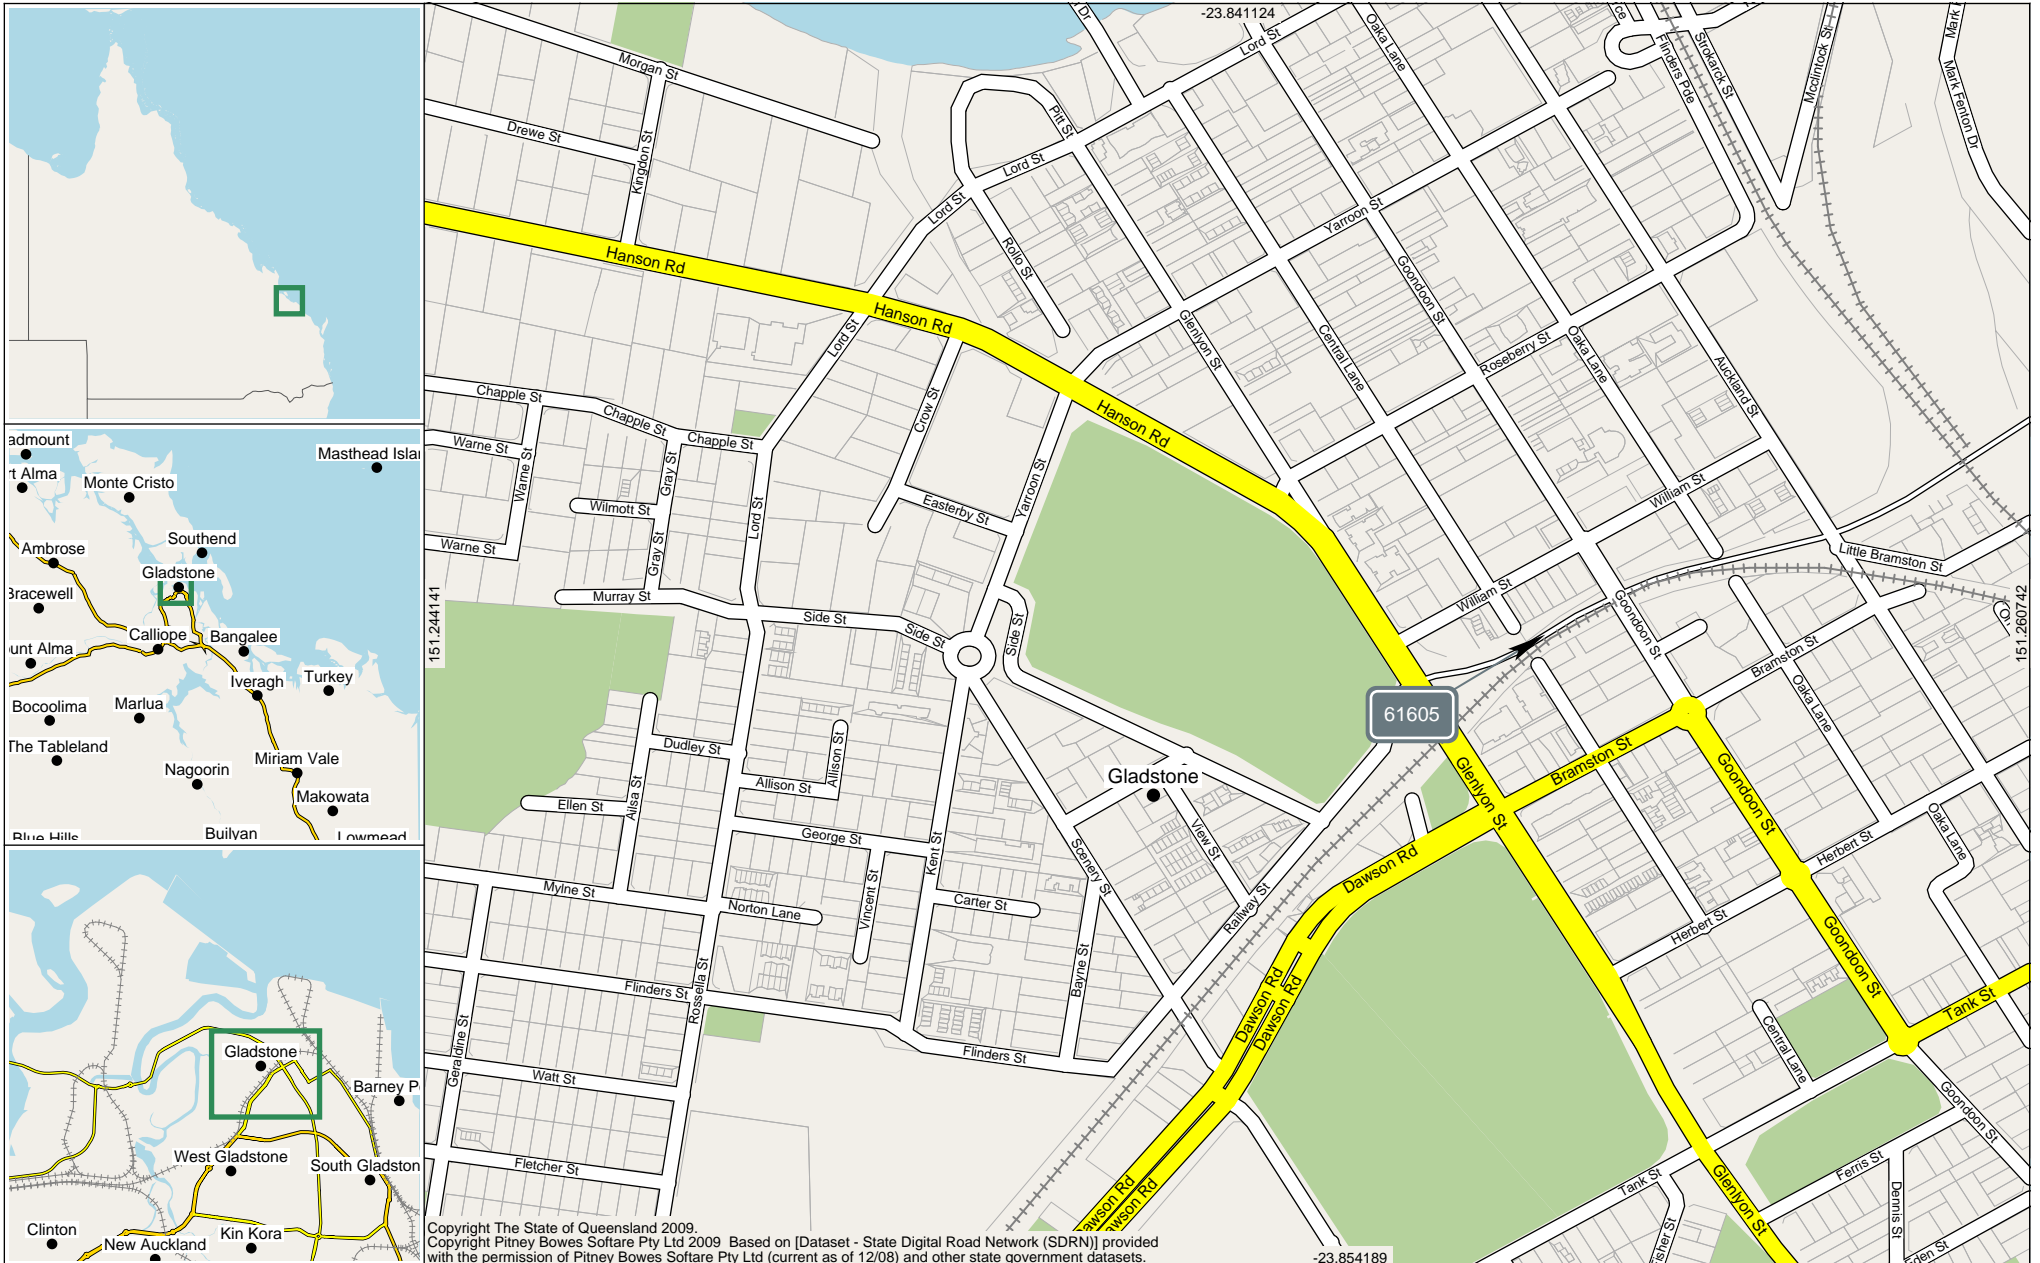 Masthead Islan
Monte Cristo
Southend
Ambrose
Gladstone
Bracewell
Calliope
Bangalee
Iveragh
Turkey
Bocoolima
Marlua
The Tableland
Nagoorin
Miriam Vale
Makowata
Blue Hills
Builyan
Lowmead
Gladstone
Barney P
West Gladstone
South Gladston
Clinton
Kin Kora
New Auckland
-23.841124
151.244141
151.260742
-23.854189
Morgan St
Drewe St
Kingdon St
Hanson Rd
Hanson Rd
Hanson Rd
Lord St
Lord St
Lord St
Lord St
Lord St
Pitt St
Rollo St
Oaka Lane
Flinders Pde
Strokarck St
Mcclintock St
Mark Fenton Dr
Yarroon St
Yarroon St
Goondoon St
Glenlyon St
Central Lane
Roseberry St
Oaka Lane
Auckland St
William St
William St
Little Bramston St
Goondoon St
Bramston St
Oaka Lane
Chapple St
Chapple St
Chapple St
Warne St
Warne St
Warne St
Gray St
Gray St
Wilmott St
Crow St
Easterby St
Murray St
Side St
Side St
Side St
61605
Gladstone
Dudley St
Allison St
Allison St
Ailsa St
Ellen St
George St
Kent St
Scenery St
View St
Railway St
Glenlyon St
Bramston St
Goondoon St
Goondoon St
Dawson Rd
Dawson Rd
Dawson Rd
Herbert St
Herbert St
Oaka Lane
Tank St
Mylne St
Norton Lane
Vincent St
Carter St
Bayne St
Flinders St
Flinders St
Rossella St
Geraldine St
Watt St
Fletcher St
Central Lane
Goondoon St
Ferris St
Dennis St
Tank St
Glenlyon St
Copyright The State of Queensland 2009.
Copyright Pitney Bowes Softare Pty Ltd 2009 Based on [Dataset - State Digital Road Network (SDRN)] provided
with the permission of Pitney Bowes Softare Pty Ltd (current as of 12/08) and other state government datasets.